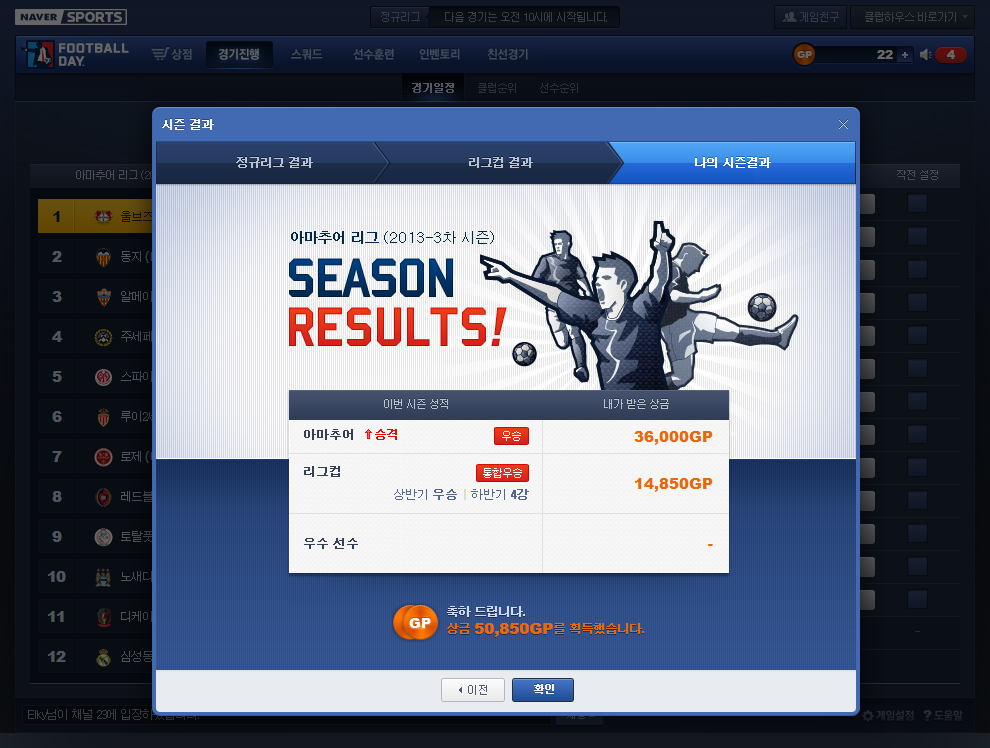 NAVER SPORTS
정규리그 다음 경기는 오전 10시에 시작됩니다.
게임친구
클럽하우스 바로가기
FOOTBALL DAY
상점 경기진행 스쿼드 선수훈련 인벤토리 친선경기
GP 22 + 4
경기일정 클럽순위 선수순위
시즌 결과
정규리그 결과 리그컵 결과 나의 시즌결과
아마추어 리그 (20
작전 설정
아마추어 리그 (2013-3차 시즌)
SEASON
RESULTS!
이번 시즌 성적 내가 받은 상금
아마추어 ↑승격 우승 36,000GP
리그컵 통합우승 14,850GP
상반기 우승 | 하반기 4강
우수 선수 -
GP 축하 드립니다.
상금 50,850GP를 획득했습니다.
이전 확인
1 울브즈
2 동지 (
3 알메이
4 주세페
5 스파이
6 루이2세
7 로제 (
8 레드불
9 토탈풋
10 노새디
11 디케이
12 심성동
Elky님이 채널 23에 입장하였습니다.
게임설정 ? 도움말